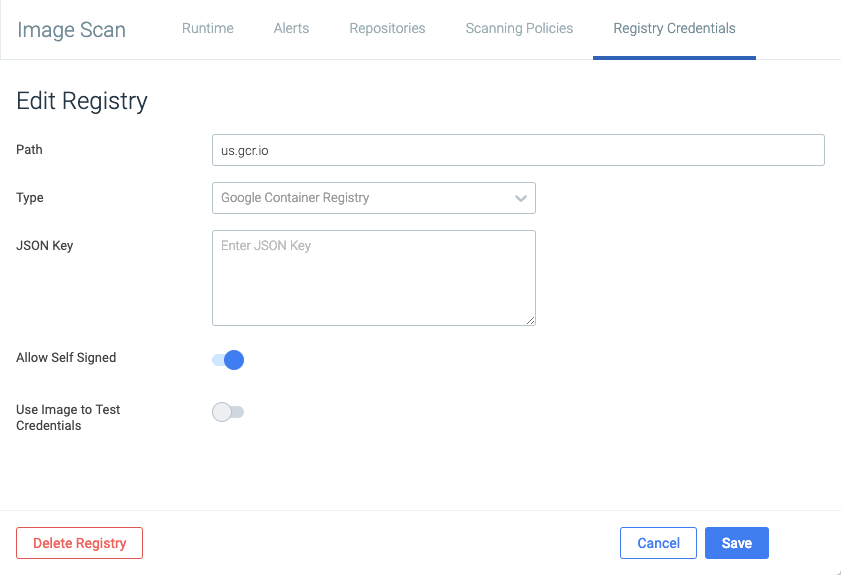 Image Scan
Runtime
Alerts
Repositories
Scanning Policies
Registry Credentials
Edit Registry
Path
us.gcr.io
Type
Google Container Registry
JSON Key
Enter JSON Key
Allow Self Signed
Use Image to Test
Credentials
Delete Registry
Cancel
Save